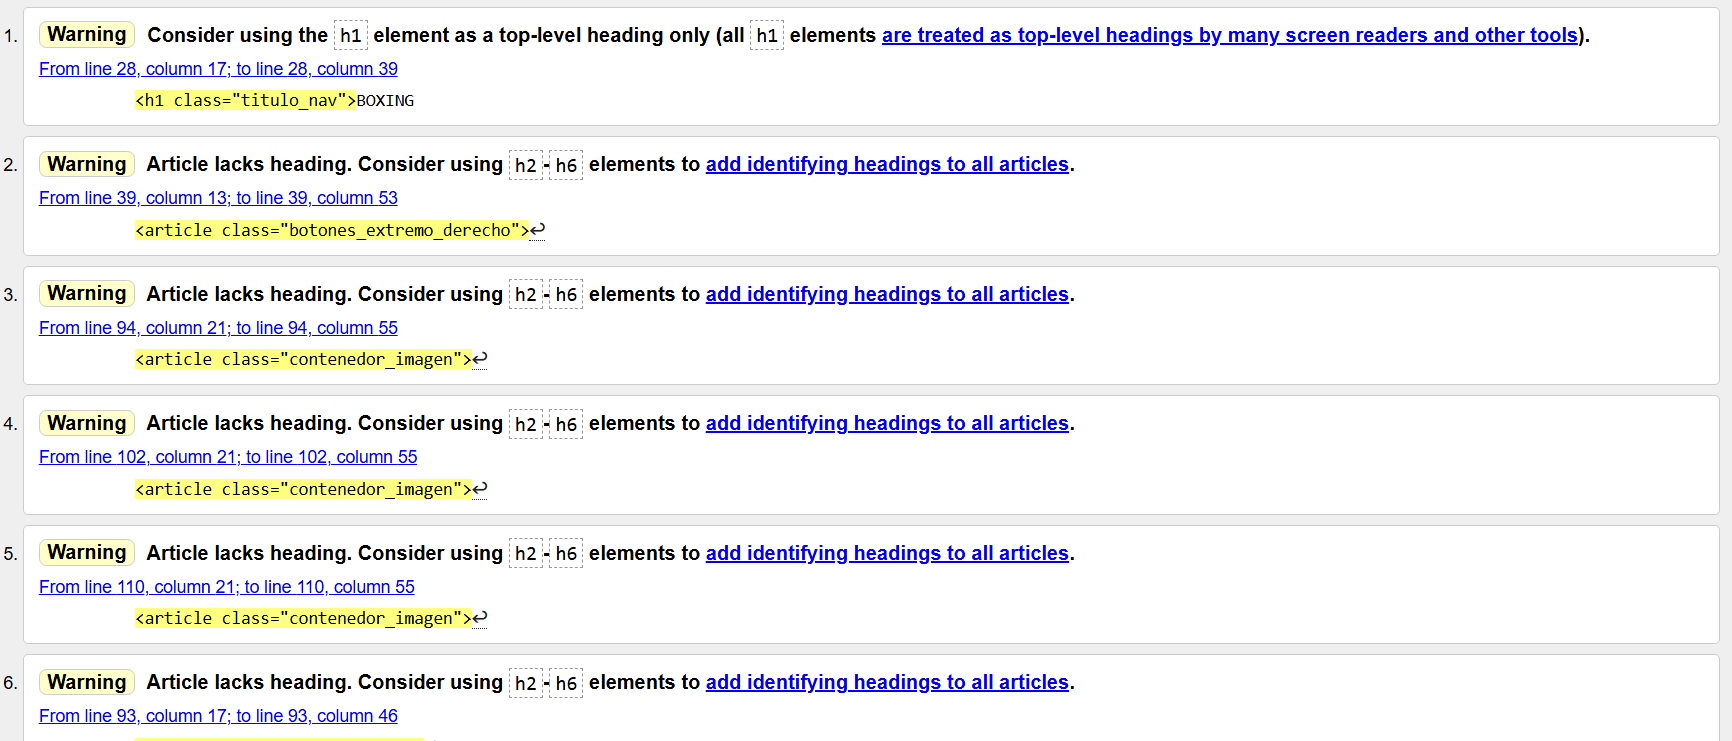 1. Warning Consider using the h1 element as a top-level heading only (all h1 elements are treated as top-level headings by many screen readers and other tools).
From line 28, column 17; to line 28, column 39
<h1 class="titulo_nav">BOXING
2. Warning Article lacks heading. Consider using h2-h6 elements to add identifying headings to all articles.
From line 39, column 13; to line 39, column 53
<article class="botones_extremo_derecho">↩
3. Warning Article lacks heading. Consider using h2-h6 elements to add identifying headings to all articles.
From line 94, column 21; to line 94, column 55
<article class="contenedor_imagen">↩
4. Warning Article lacks heading. Consider using h2-h6 elements to add identifying headings to all articles.
From line 102, column 21; to line 102, column 55
<article class="contenedor_imagen">↩
5. Warning Article lacks heading. Consider using h2-h6 elements to add identifying headings to all articles.
From line 110, column 21; to line 110, column 55
<article class="contenedor_imagen">↩
6. Warning Article lacks heading. Consider using h2-h6 elements to add identifying headings to all articles.
From line 93, column 17; to line 93, column 46